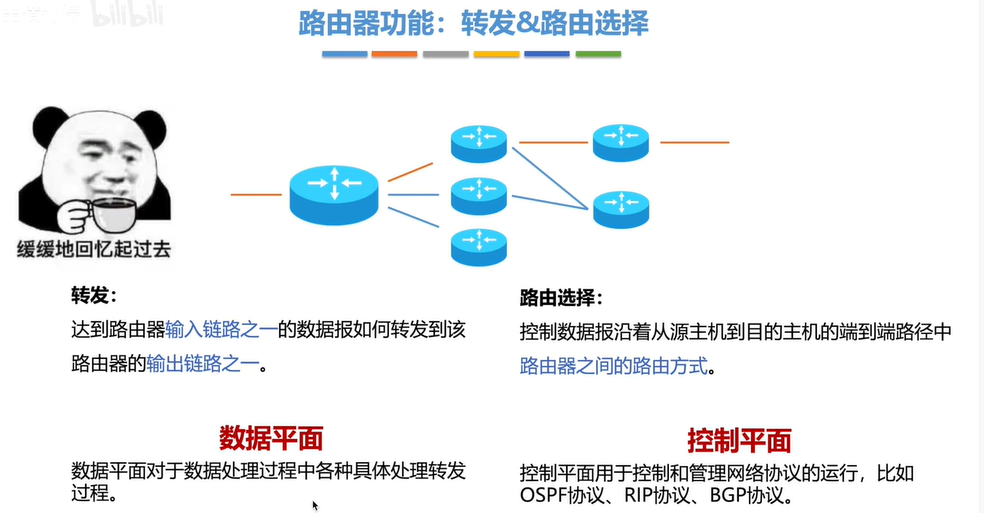 bilibili
路由器功能：转发&路由选择
缓缓地回忆起过去
转发：
达到路由器输入链路之一的数据报如何转发到该
路由器的输出链路之一。
路由选择：
控制数据报沿着从源主机到目的主机的端到端路径中
路由器之间的路由方式。
数据平面
数据平面对于数据处理过程中各种具体处理转发
过程。
控制平面
控制平面用于控制和管理网络协议的运行，比如
OSPF协议、RIP协议、BGP协议。